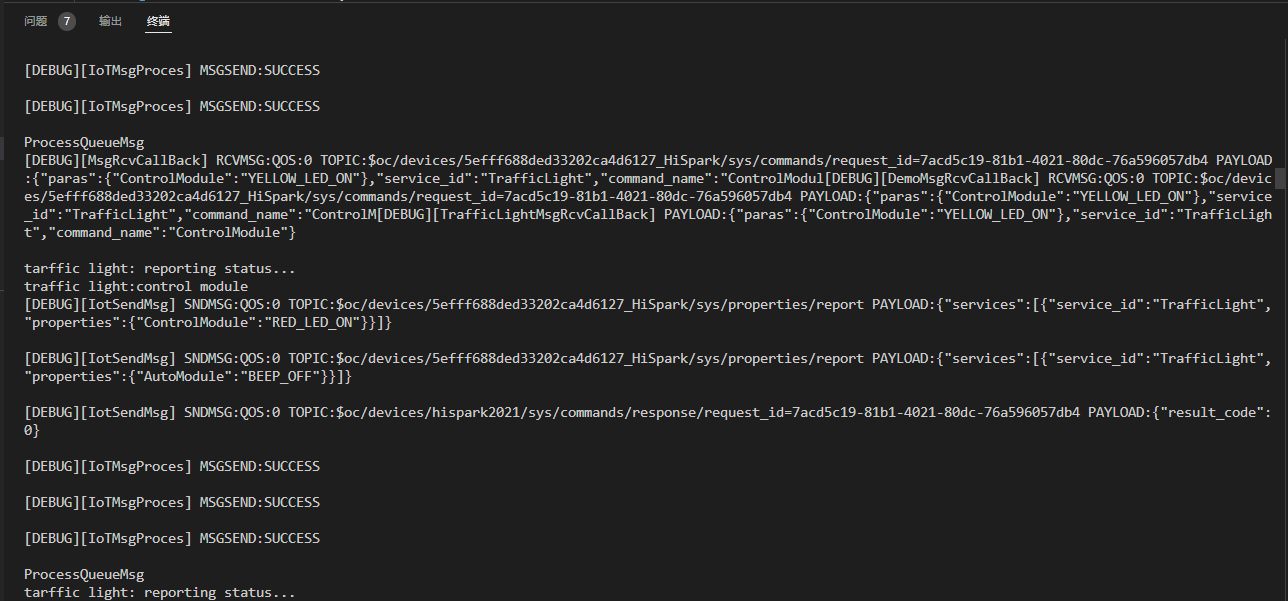 问题 7 输出 终端
[DEBUG][IoTMsgProces] MSGSEND:SUCCESS
[DEBUG][IoTMsgProces] MSGSEND:SUCCESS
ProcessQueueMsg
[DEBUG][MsgRcvCallBack] RCVMSG:QOS:0 TOPIC:$oc/devices/5efff688ded33202ca4d6127_HiSpark/sys/commands/request_id=7acd5c19-81b1-4021-80dc-76a596057db4 PAYLOAD
:{"paras":{"ControlModule":"YELLOW_LED_ON"},"service_id":"TrafficLight","command_name":"ControlModul[DEBUG][DemoMsgRcvCallBack] RCVMSG:QOS:0 TOPIC:$oc/devic
es/5efff688ded33202ca4d6127_HiSpark/sys/commands/request_id=7acd5c19-81b1-4021-80dc-76a596057db4 PAYLOAD:{"paras":{"ControlModule":"YELLOW_LED_ON"},"service
_id":"TrafficLight","command_name":"ControlM[DEBUG][TrafficLightMsgRcvCallBack] PAYLOAD:{"paras":{"ControlModule":"YELLOW_LED_ON"},"service_id":"TrafficLigh
t","command_name":"ControlModule"}
tarffic light: reporting status...
traffic light:control module
[DEBUG][IotSendMsg] SNDMSG:QOS:0 TOPIC:$oc/devices/5efff688ded33202ca4d6127_HiSpark/sys/properties/report PAYLOAD:{"services":[{"service_id":"TrafficLight",
"properties":{"ControlModule":"RED_LED_ON"}}]}
[DEBUG][IotSendMsg] SNDMSG:QOS:0 TOPIC:$oc/devices/5efff688ded33202ca4d6127_HiSpark/sys/properties/report PAYLOAD:{"services":[{"service_id":"TrafficLight",
"properties":{"AutoModule":"BEEP_OFF"}}]}
[DEBUG][IotSendMsg] SNDMSG:QOS:0 TOPIC:$oc/devices/hispark2021/sys/commands/response/request_id=7acd5c19-81b1-4021-80dc-76a596057db4 PAYLOAD:{"result_code":
0}
[DEBUG][IoTMsgProces] MSGSEND:SUCCESS
[DEBUG][IoTMsgProces] MSGSEND:SUCCESS
[DEBUG][IoTMsgProces] MSGSEND:SUCCESS
ProcessQueueMsg
tarffic light: reporting status...